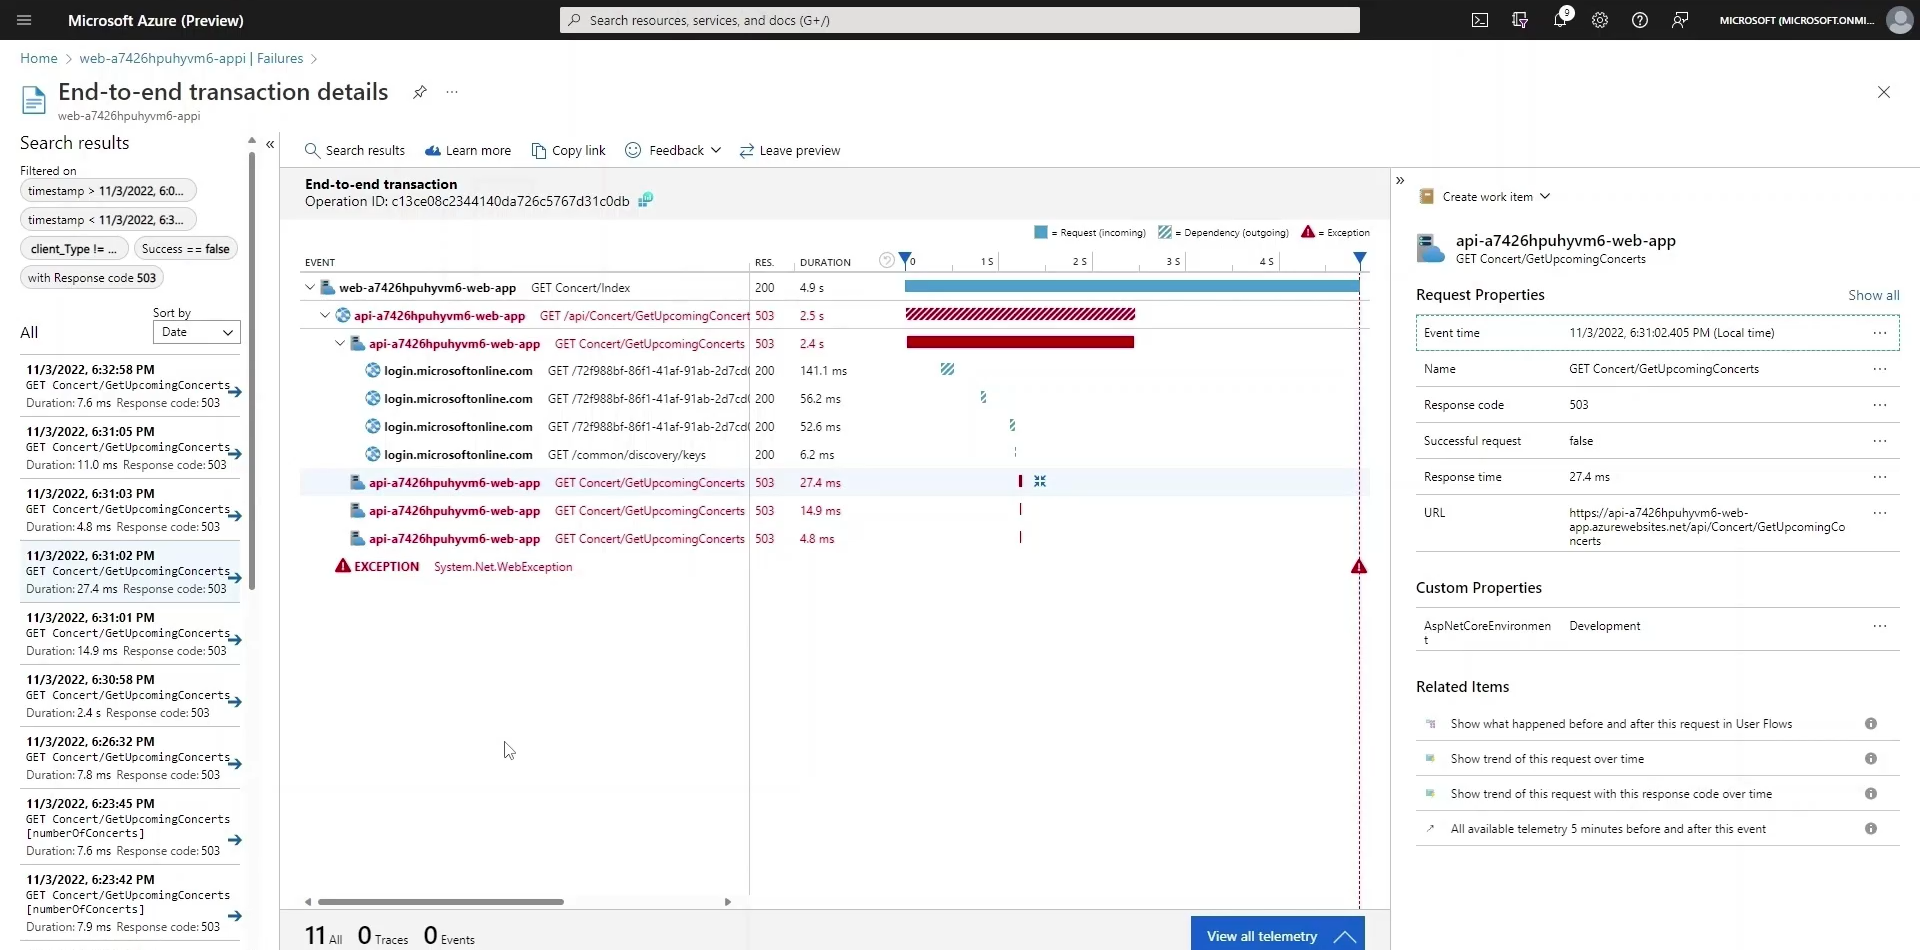 Microsoft Azure (Preview)
Search resources, services, and docs (G+/)
9
MICROSOFT (MICROSOFT.ONMI...
Home > web-a7426hpuhyvm6-appi | Failures >
End-to-end transaction details
...
web-a7426hpuhyvm6-appi
Search results
«
Filtered on
timestamp > 11/3/2022, 6:0...
timestamp < 11/3/2022, 6:3...
client_Type != ...
Success == false
with Response code 503
All
Sort by
Date
11/3/2022, 6:32:58 PM
GET Concert/GetUpcomingConcerts
Duration: 7.6 ms Response code: 503
11/3/2022, 6:31:05 PM
GET Concert/GetUpcomingConcerts
Duration: 11.0 ms Response code: 503
11/3/2022, 6:31:03 PM
GET Concert/GetUpcomingConcerts
Duration: 4.8 ms Response code: 503
11/3/2022, 6:31:02 PM
GET Concert/GetUpcomingConcerts
Duration: 27.4 ms Response code: 503
11/3/2022, 6:31:01 PM
GET Concert/GetUpcomingConcerts
Duration: 14.9 ms Response code: 503
11/3/2022, 6:30:58 PM
GET Concert/GetUpcomingConcerts
Duration: 2.4 s Response code: 503
11/3/2022, 6:26:32 PM
GET Concert/GetUpcomingConcerts
Duration: 7.8 ms Response code: 503
11/3/2022, 6:23:45 PM
GET Concert/GetUpcomingConcerts
[numberOfConcerts]
Duration: 7.6 ms Response code: 503
11/3/2022, 6:23:42 PM
GET Concert/GetUpcomingConcerts
[numberOfConcerts]
Duration: 7.9 ms Response code: 503
Search results
Learn more
Copy link
Feedback
Leave preview
End-to-end transaction
Operation ID: c13ce08c2344140da726c5767d31c0db
= Request (incoming)
= Dependency (outgoing)
= Exception
EVENT RES. DURATION 0 1 S 2 S 3 S 4 S
web-a7426hpuhyvm6-web-app GET Concert/Index 200 4.9 s
api-a7426hpuhyvm6-web-app GET /api/Concert/GetUpcomingConcert 503 2.5 s
api-a7426hpuhyvm6-web-app GET Concert/GetUpcomingConcerts 503 2.4 s
login.microsoftonline.com GET /72f988bf-86f1-41af-91ab-2d7cd0 200 141.1 ms
login.microsoftonline.com GET /72f988bf-86f1-41af-91ab-2d7cd0 200 56.2 ms
login.microsoftonline.com GET /72f988bf-86f1-41af-91ab-2d7cd0 200 52.6 ms
login.microsoftonline.com GET /common/discovery/keys 200 6.2 ms
api-a7426hpuhyvm6-web-app GET Concert/GetUpcomingConcerts 503 27.4 ms
api-a7426hpuhyvm6-web-app GET Concert/GetUpcomingConcerts 503 14.9 ms
api-a7426hpuhyvm6-web-app GET Concert/GetUpcomingConcerts 503 4.8 ms
EXCEPTION System.Net.WebException
11 All 0 Traces 0 Events
View all telemetry
»
Create work item
api-a7426hpuhyvm6-web-app
GET Concert/GetUpcomingConcerts
Request Properties
Show all
Event time 11/3/2022, 6:31:02.405 PM (Local time) ...
Name GET Concert/GetUpcomingConcerts ...
Response code 503 ...
Successful request false ...
Response time 27.4 ms ...
URL https://api-a7426hpuhyvm6-web- ...
app.azurewebsites.net/api/Concert/GetUpcomingCo
ncerts
Custom Properties
AspNetCoreEnvironmen Development ...
t
Related Items
Show what happened before and after this request in User Flows
Show trend of this request over time
Show trend of this request with this response code over time
All available telemetry 5 minutes before and after this event